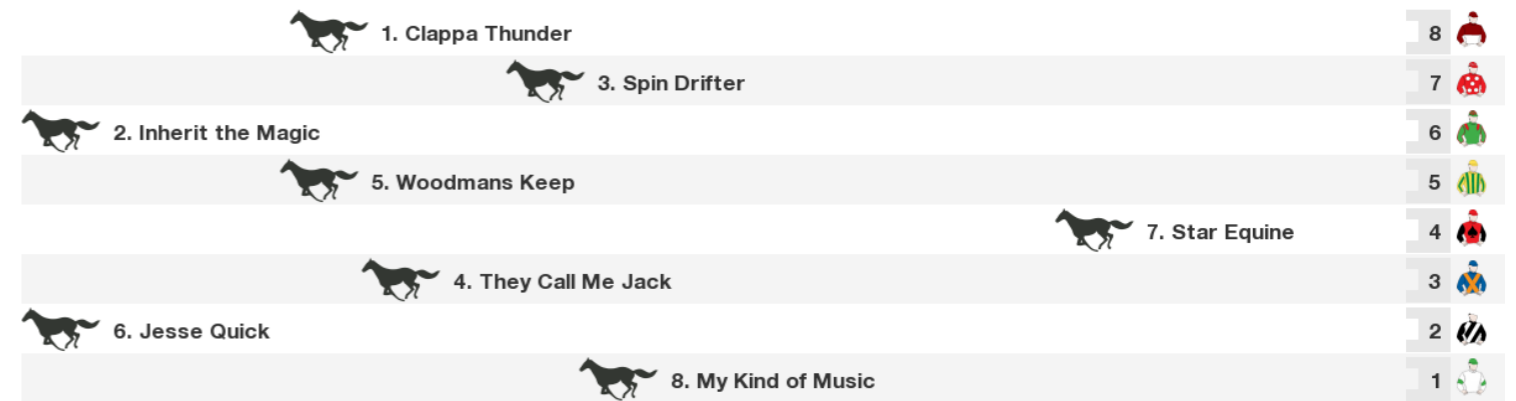 1. Clappa Thunder 8
3. Spin Drifter 7
2. Inherit the Magic 6
5. Woodmans Keep 5
7. Star Equine 4
4. They Call Me Jack 3
6. Jesse Quick 2
8. My Kind of Music 1